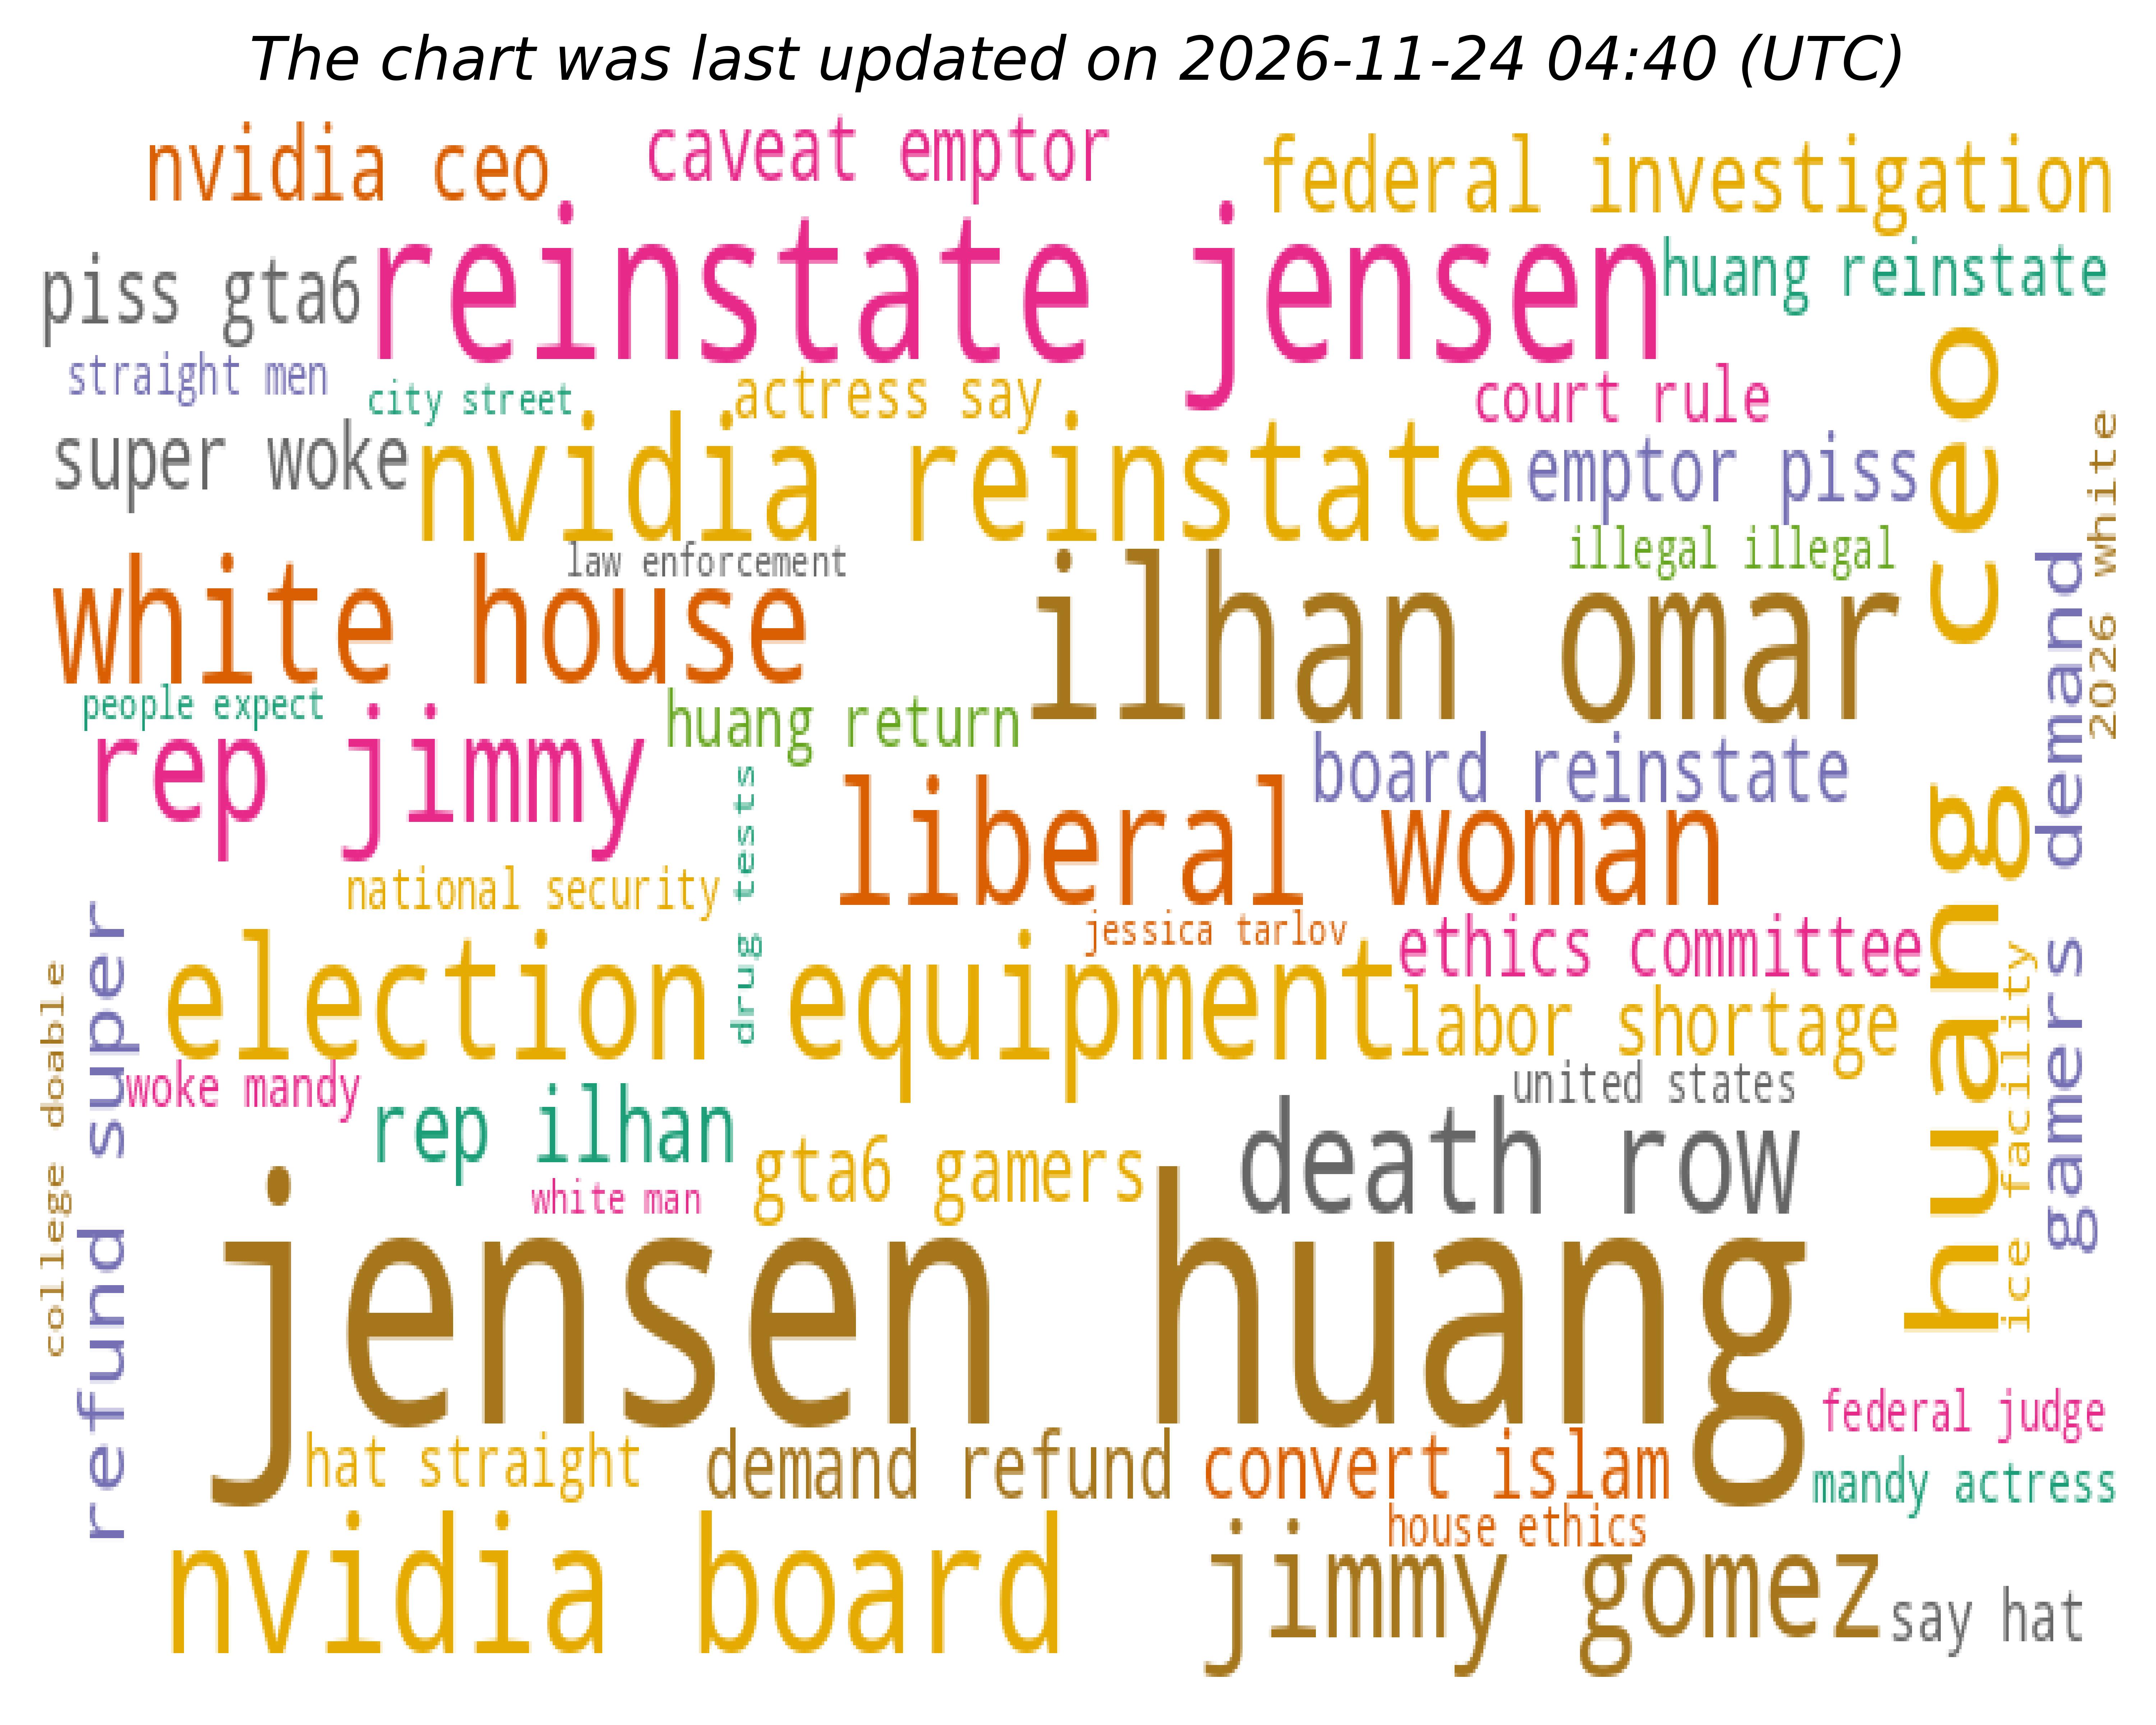 The chart was last updated on 2026-11-24 04:40 (UTC)
nvidia ceo
caveat emptor
federal investigation
reinstate jensen
huang reinstate
piss gta6
straight men
city street
actress say
court rule
super woke
nvidia reinstate
emptor piss
huang ceo
2026 white
law enforcement
illegal illegal
white house
ilhan omar
gamers demand
people expect
huang return
rep jimmy
board reinstate
drug tests
liberal woman
national security
jessica tarlov
ethics committee
refund super
election equipment
ice facility
college doable
labor shortage
woke mandy
united states
rep ilhan
death row
gta6 gamers
white man
jensen huang
federal judge
hat straight
demand refund
convert islam
mandy actress
house ethics
nvidia board
jimmy gomez
say hat